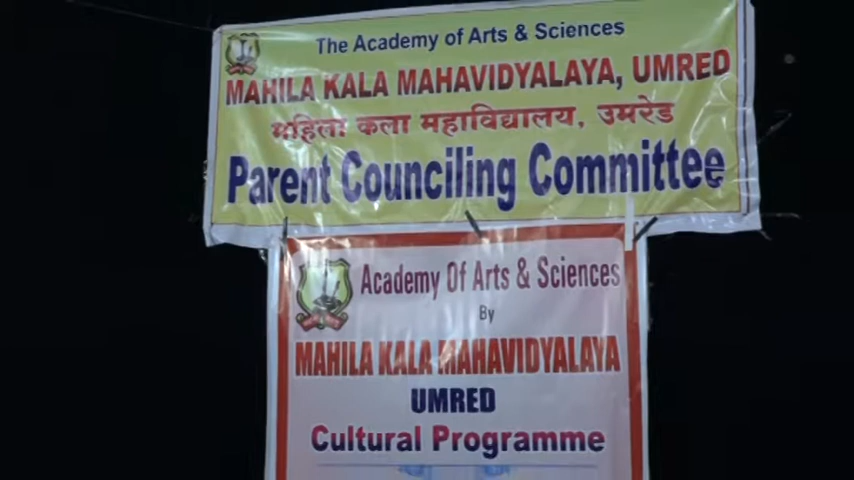 The Academy of Arts & Sciences
MAHILA KALA MAHAVIDYALAYA, UMRED
महिला कला महाविद्यालय, उमरेड
Parent Counciling Committee
Academy Of Arts & Sciences
By
MAHILA KALA MAHAVIDYALAYA
UMRED
Cultural Programme